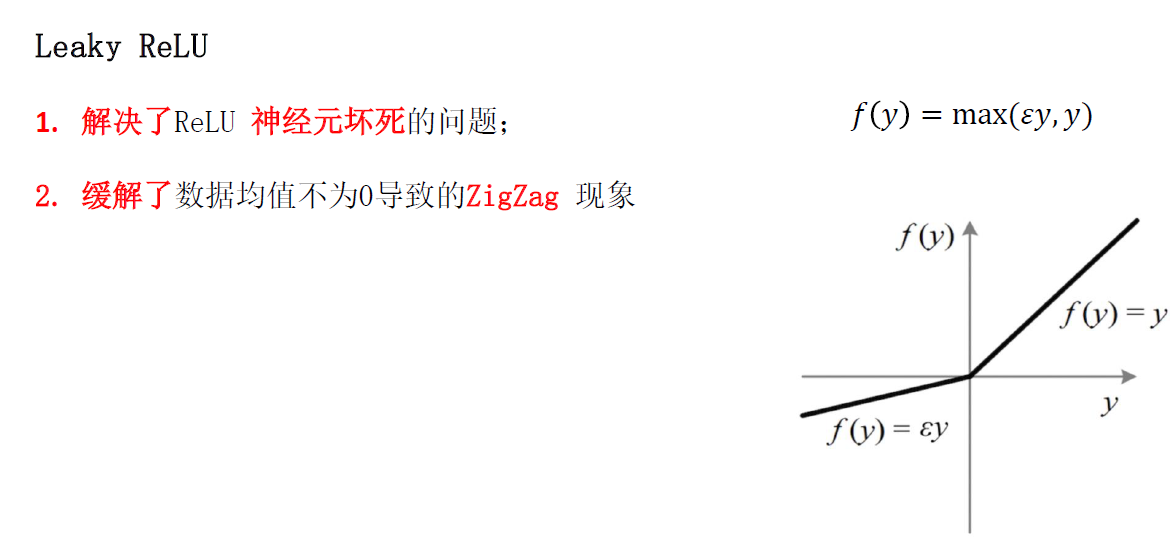 Leaky ReLU
1. 解决了ReLU 神经元坏死的问题;
f(y) = max(εy, y)
2. 缓解了数据均值不为0导致的ZigZag 现象
f(y)
f(y) = y
y
f(y) = εy